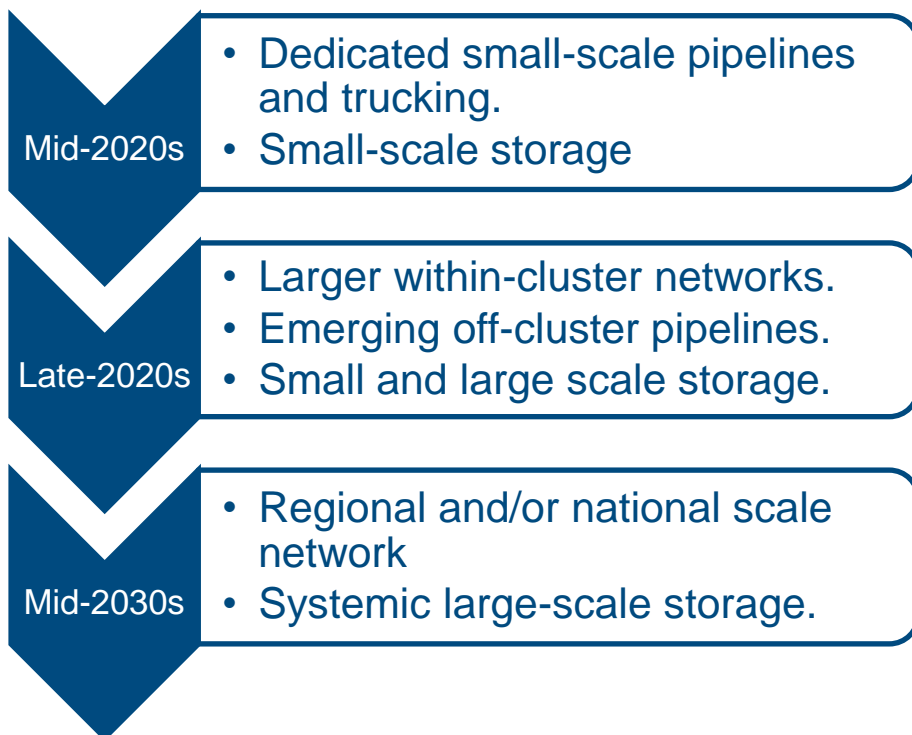 Mid-2020s
• Dedicated small-scale pipelines
and trucking.
• Small-scale storage
Late-2020s
• Larger within-cluster networks.
• Emerging off-cluster pipelines.
• Small and large scale storage.
Mid-2030s
• Regional and/or national scale
network
• Systemic large-scale storage.